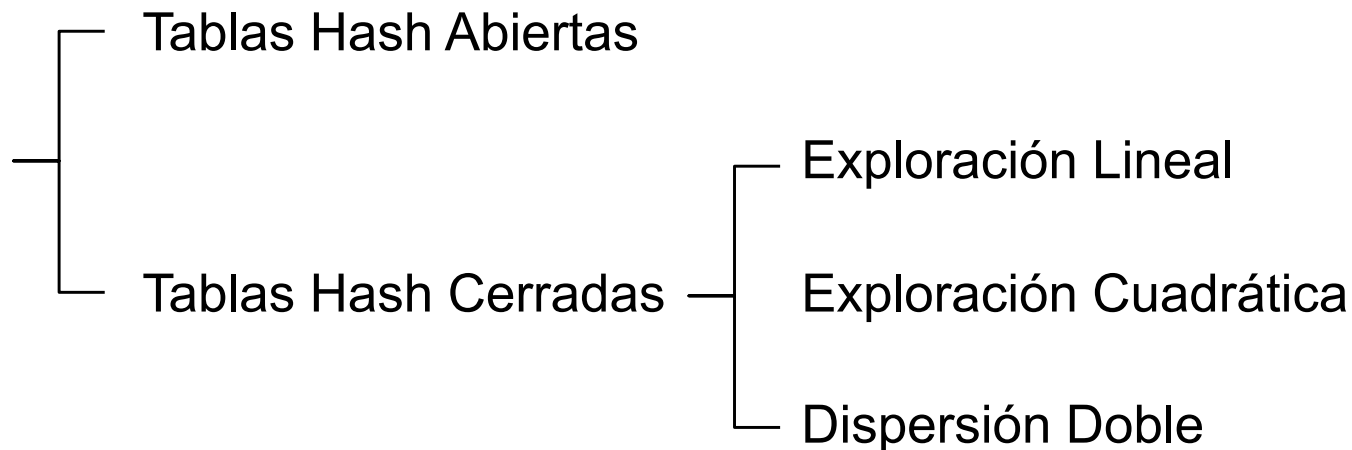 Tablas Hash Abiertas
Tablas Hash Cerradas
Exploración Lineal
Exploración Cuadrática
Dispersión Doble